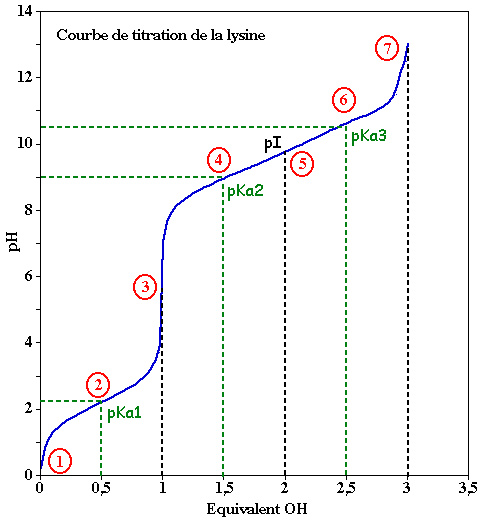 14
Courbe de titration de la lysine
7
12
6
pKa3
10
pI
4
5
pKa2
8
pH
6
3
4
2
2
pKa1
1
0
0 0,5 1 1,5 2 2,5 3 3,5
Equivalent OH